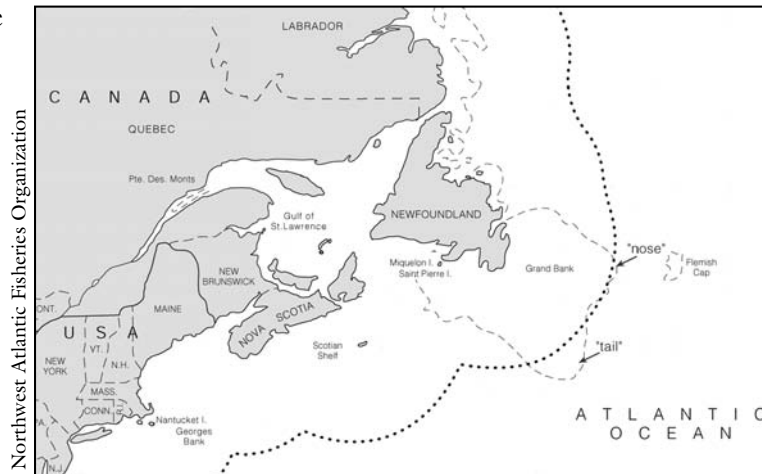 e
Northwest Atlantic Fisheries Organization
LABRADOR
C A N A D A
QUEBEC
Pte. Des. Monts
Gulf of
St.Lawrence
NEWFOUNDLAND
"nose"
Flemish
Cap
Miquelon I.
Saint Pierre I.
Grand Bank
NEW
BRUNSWICK
MAINE
ONT.
U S A
NOVA SCOTIA
VT.
N.H.
NEW
YORK
Scotian
Shelf
"tail"
MASS.
CONN.
R.I.
Nantucket I.
Georges
Bank
PA.
N.J.
A T L A N T I C
O C E A N